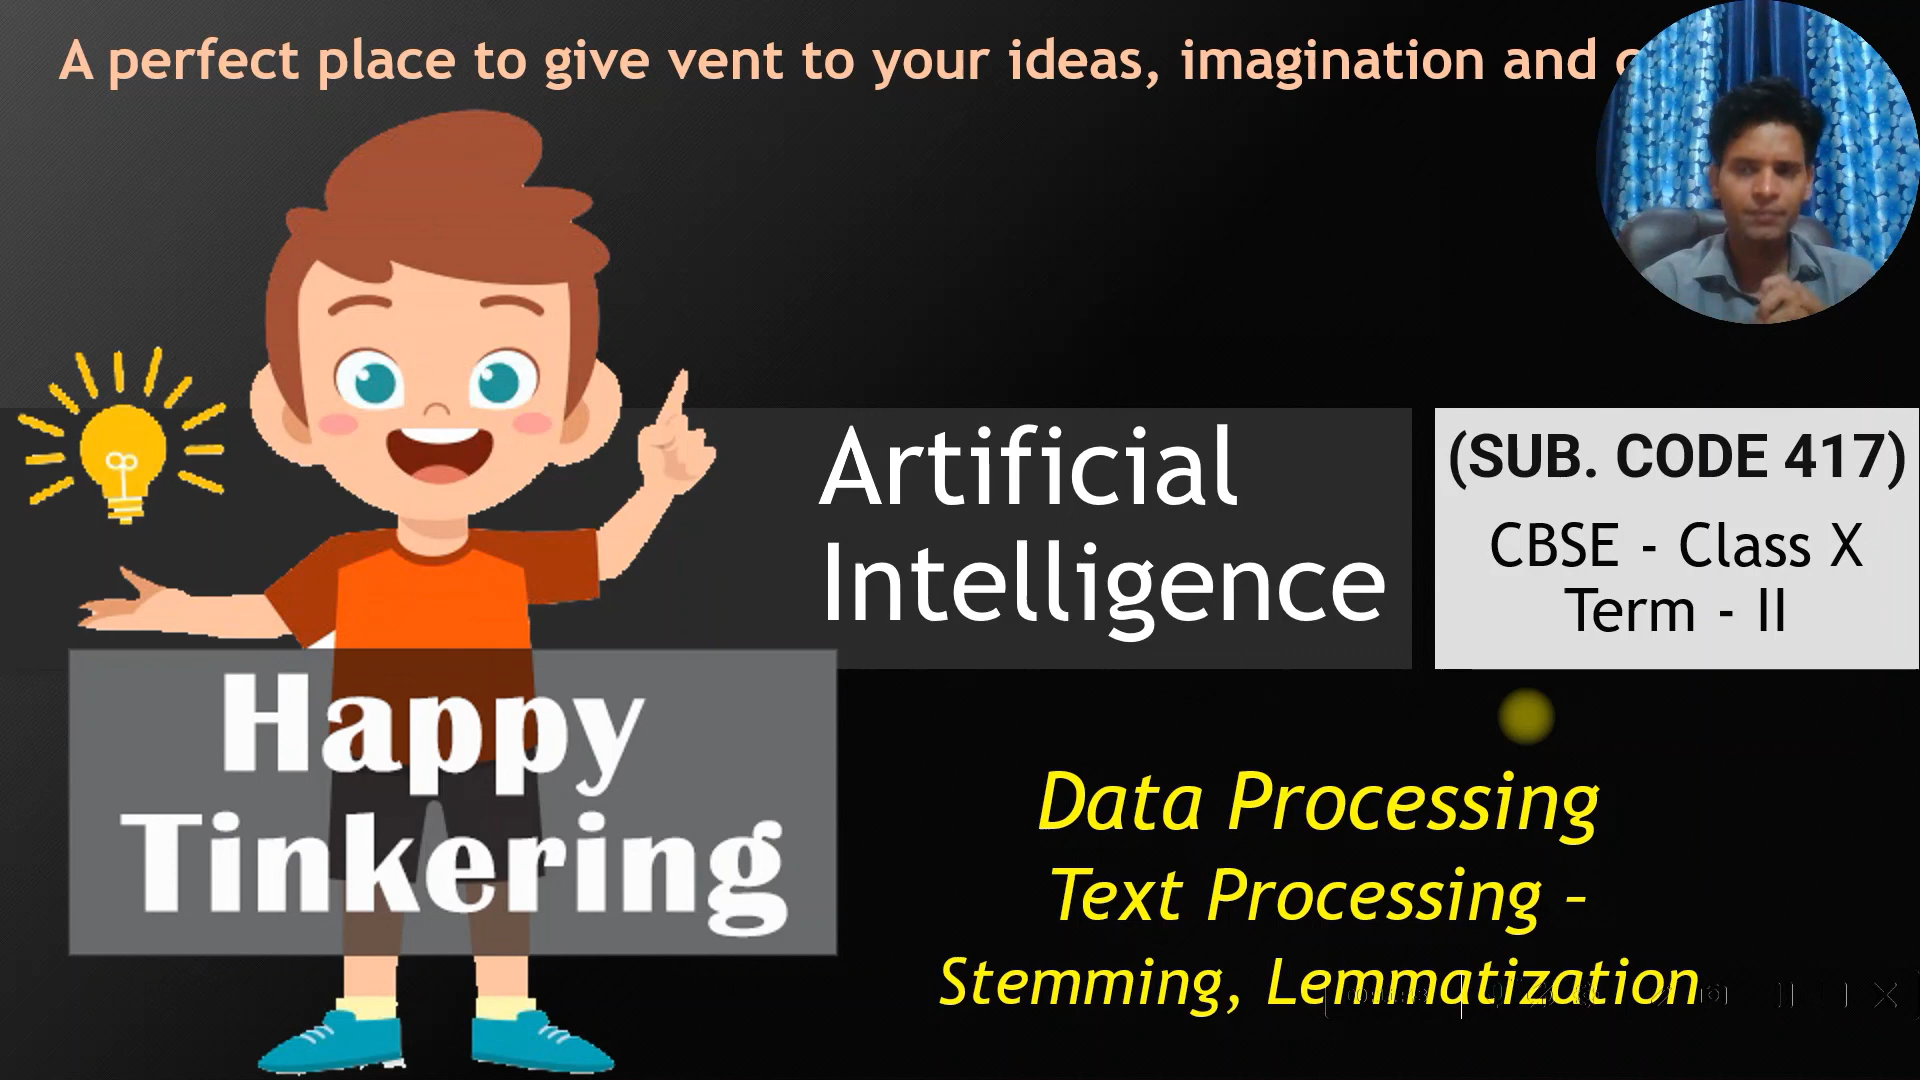 A perfect place to give vent to your ideas, imagination and
Artificial
Intelligence
(SUB. CODE 417)
CBSE - Class X
Term - II
Happy
Tinkering
Data Processing
Text Processing –
Stemming, Lemmatization